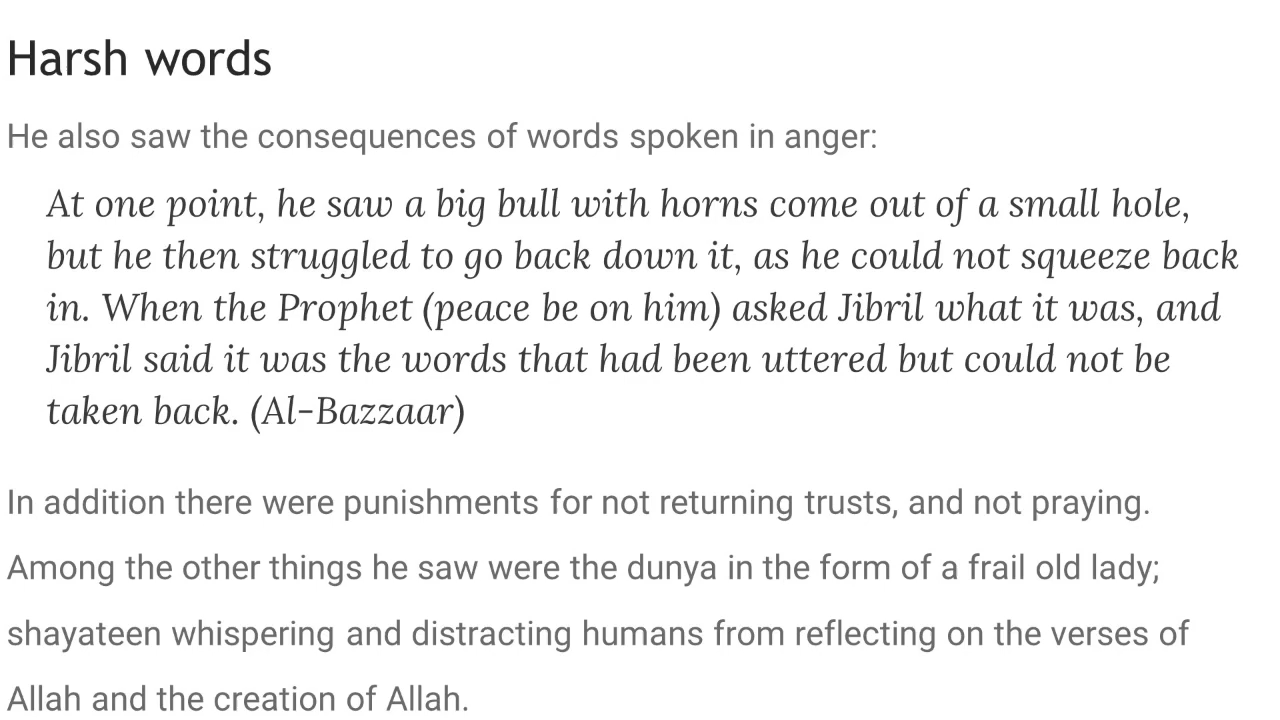 Harsh words
He also saw the consequences of words spoken in anger:
At one point, he saw a big bull with horns come out of a small hole,
but he then struggled to go back down it, as he could not squeeze back
in. When the Prophet (peace be on him) asked Jibril what it was, and
Jibril said it was the words that had been uttered but could not be
taken back. (Al-Bazzaar)
In addition there were punishments for not returning trusts, and not praying.
Among the other things he saw were the dunya in the form of a frail old lady;
shayateen whispering and distracting humans from reflecting on the verses of
Allah and the creation of Allah.